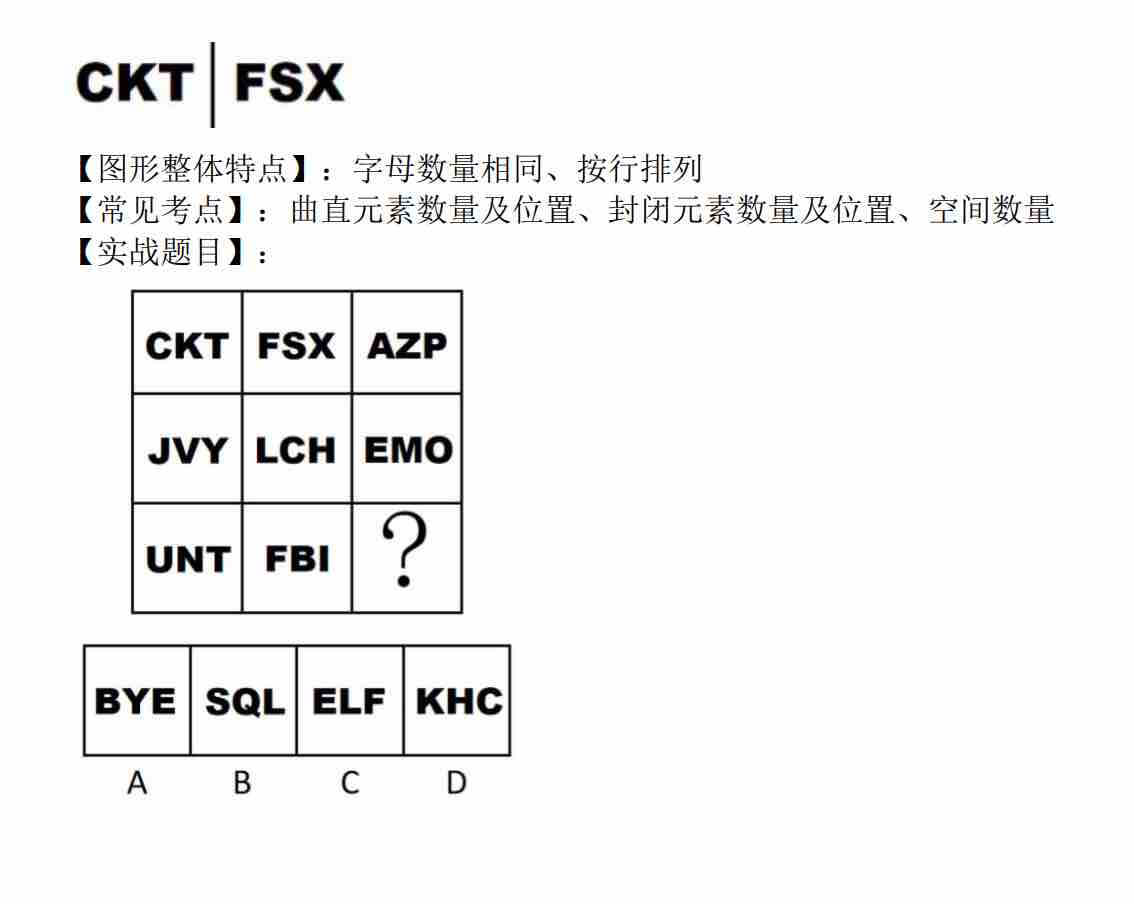 CKT FSX
【图形整体特点】：字母数量相同、按行排列
【常见考点】：曲直元素数量及位置、封闭元素数量及位置、空间数量
【实战题目】：
CKT FSX AZP
JVY LCH EMO
UNT FBI ?
BYE SQL ELF KHC
A B C D